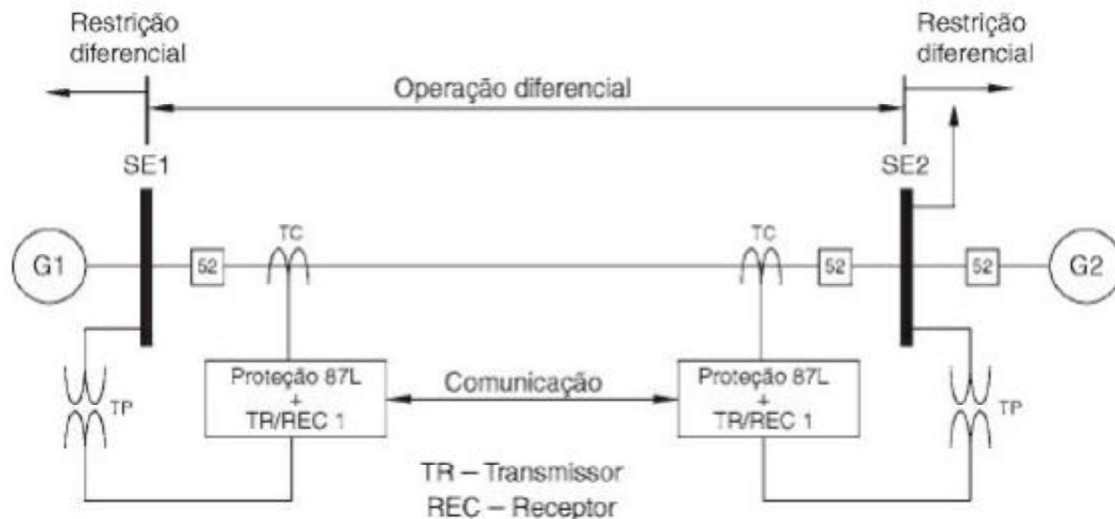 Restrição
diferencial
Restrição
diferencial
Operação diferencial
SE1
SE2
G1
52
TC
TC
52
52
G2
TP
Proteção 87L
+
TR/REC 1
Comunicação
Proteção 87L
+
TR/REC 1
TP
TR – Transmissor
REC – Receptor